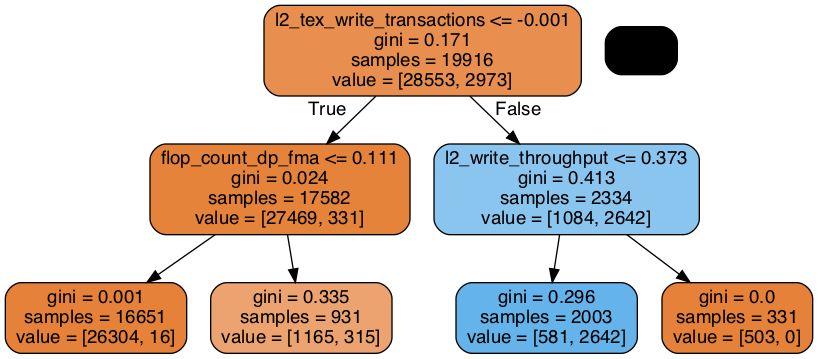 l2_tex_write_transactions <= -0.001
gini = 0.171
samples = 19916
value = [28553, 2973]
True
False
flop_count_dp_fma <= 0.111
gini = 0.024
samples = 17582
value = [27469, 331]
l2_write_throughput <= 0.373
gini = 0.413
samples = 2334
value = [1084, 2642]
gini = 0.001
samples = 16651
value = [26304, 16]
gini = 0.335
samples = 931
value = [1165, 315]
gini = 0.296
samples = 2003
value = [581, 2642]
gini = 0.0
samples = 331
value = [503, 0]